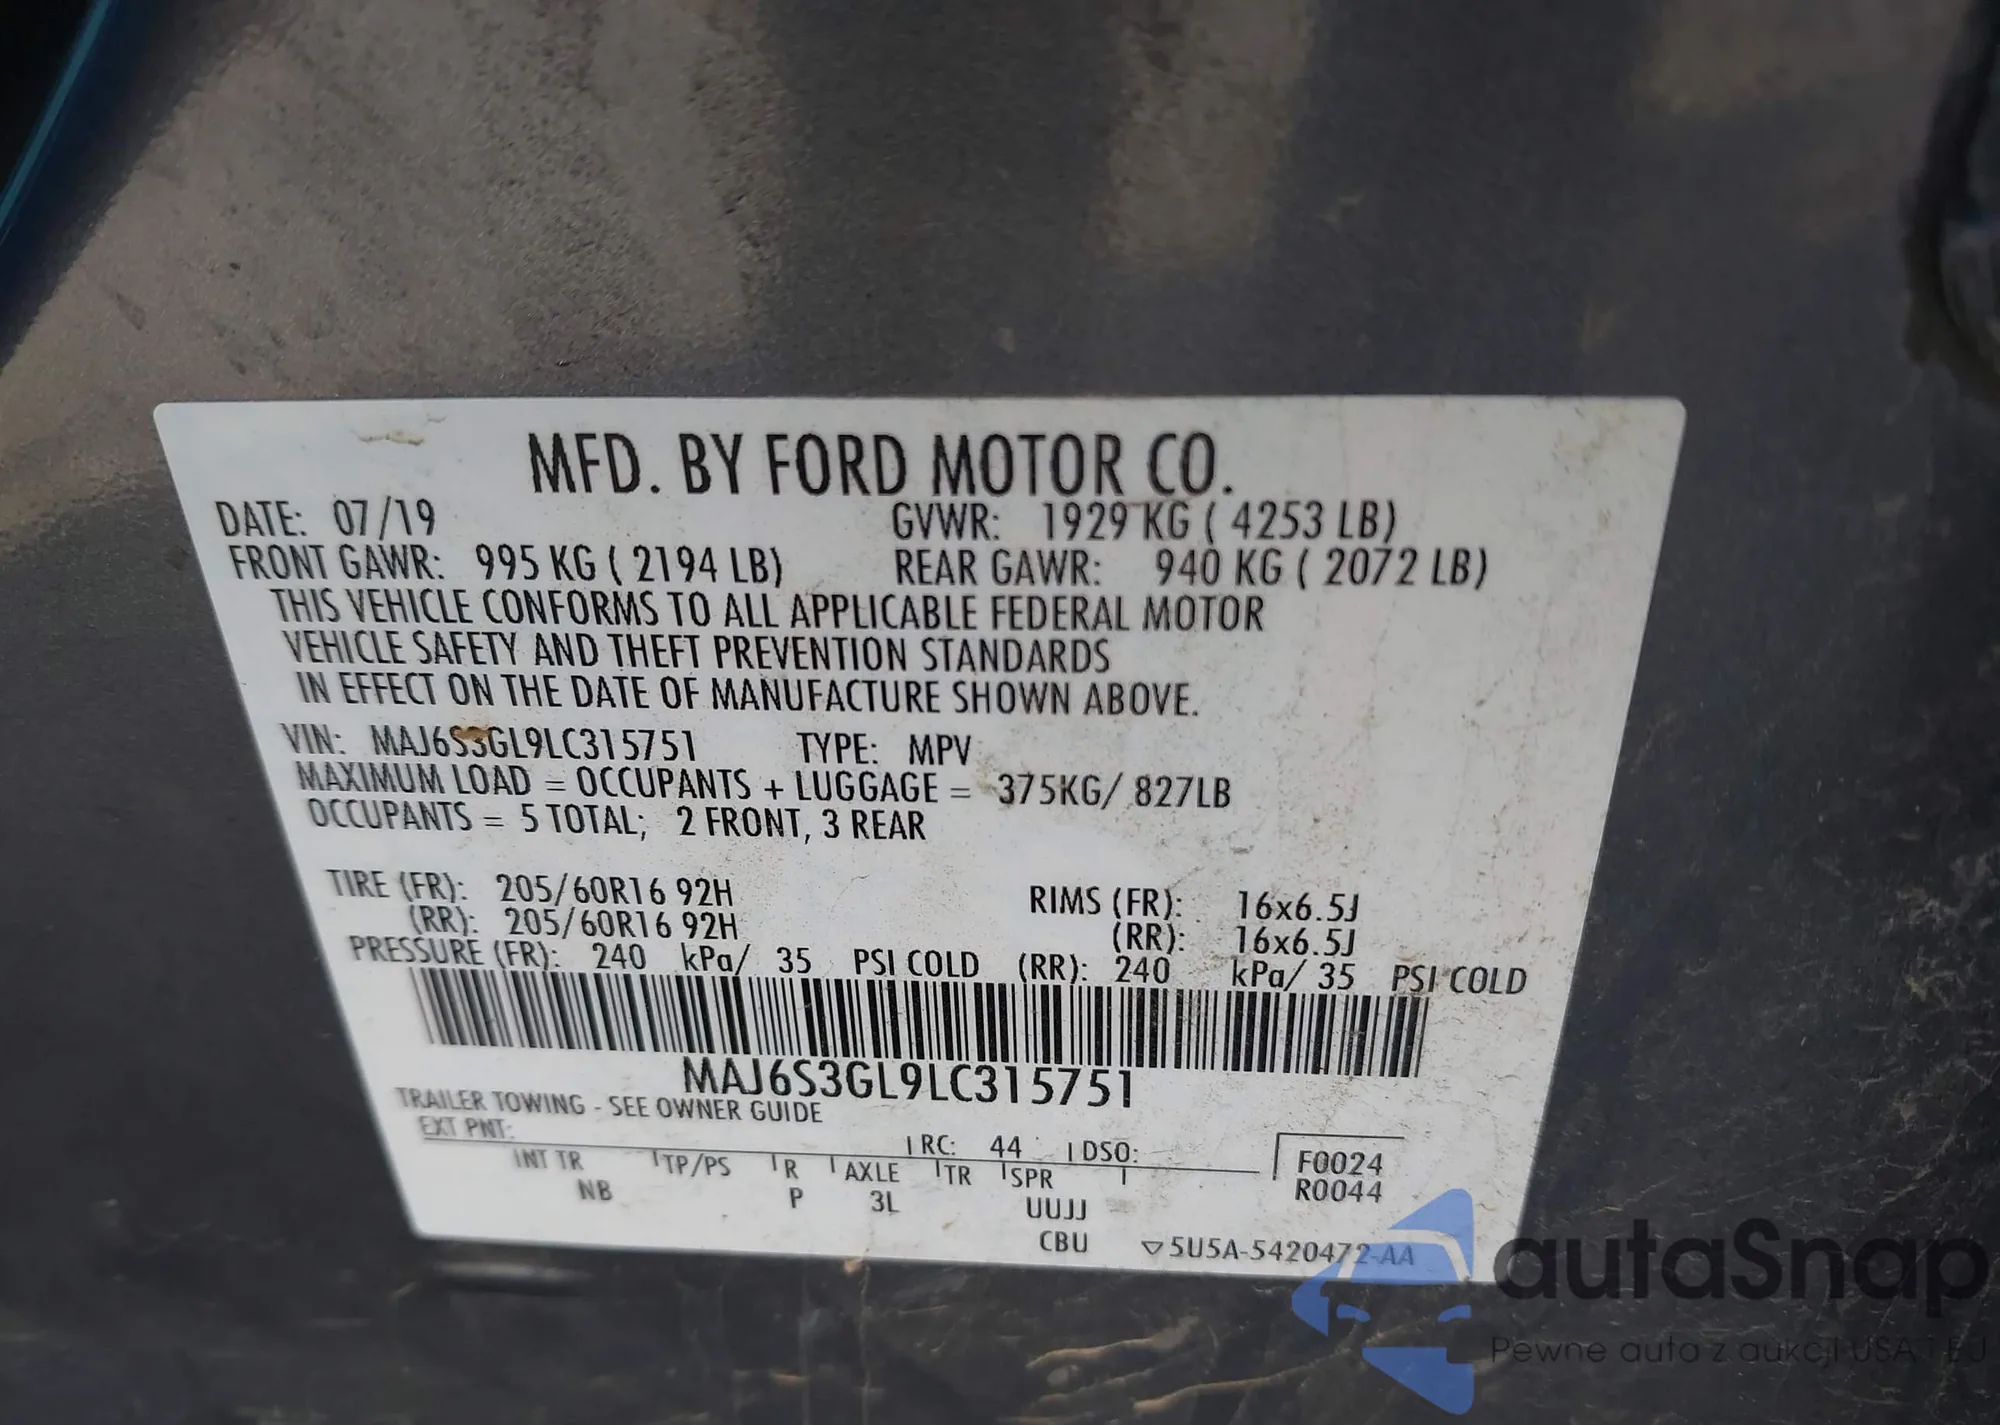 MFD. BY FORD MOTOR CO.
DATE: 07/19 GVWR: 1929 KG ( 4253 LB)
FRONT GAWR: 995 KG ( 2194 LB) REAR GAWR: 940 KG ( 2072 LB)
THIS VEHICLE CONFORMS TO ALL APPLICABLE FEDERAL MOTOR
VEHICLE SAFETY AND THEFT PREVENTION STANDARDS
IN EFFECT ON THE DATE OF MANUFACTURE SHOWN ABOVE.
VIN: MAJ6S3GL9LC315751 TYPE: MPV
MAXIMUM LOAD = OCCUPANTS + LUGGAGE = 375KG/ 827LB
OCCUPANTS = 5 TOTAL; 2 FRONT, 3 REAR
TIRE (FR): 205/60R16 92H RIMS (FR): 16x6.5J
(RR): 205/60R16 92H (RR): 16x6.5J
PRESSURE (FR): 240 kPa/ 35 PSI COLD (RR): 240 kPa/ 35 PSI COLD
MAJ6S3GL9LC315751
TRAILER TOWING - SEE OWNER GUIDE
EXT PNT: RC: 44 DSO:
INT TR TP/PS R AXLE TR SPR F0024
NB P 3L UUJJ R0044
CBU ▽5U5A-5420472-AA
autaSnap
Pewne auta z aukcji USA i EU